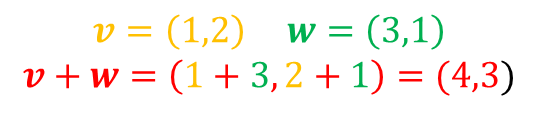 v = (1,2) w = (3,1)
v + w = (1 + 3, 2 + 1) = (4,3)